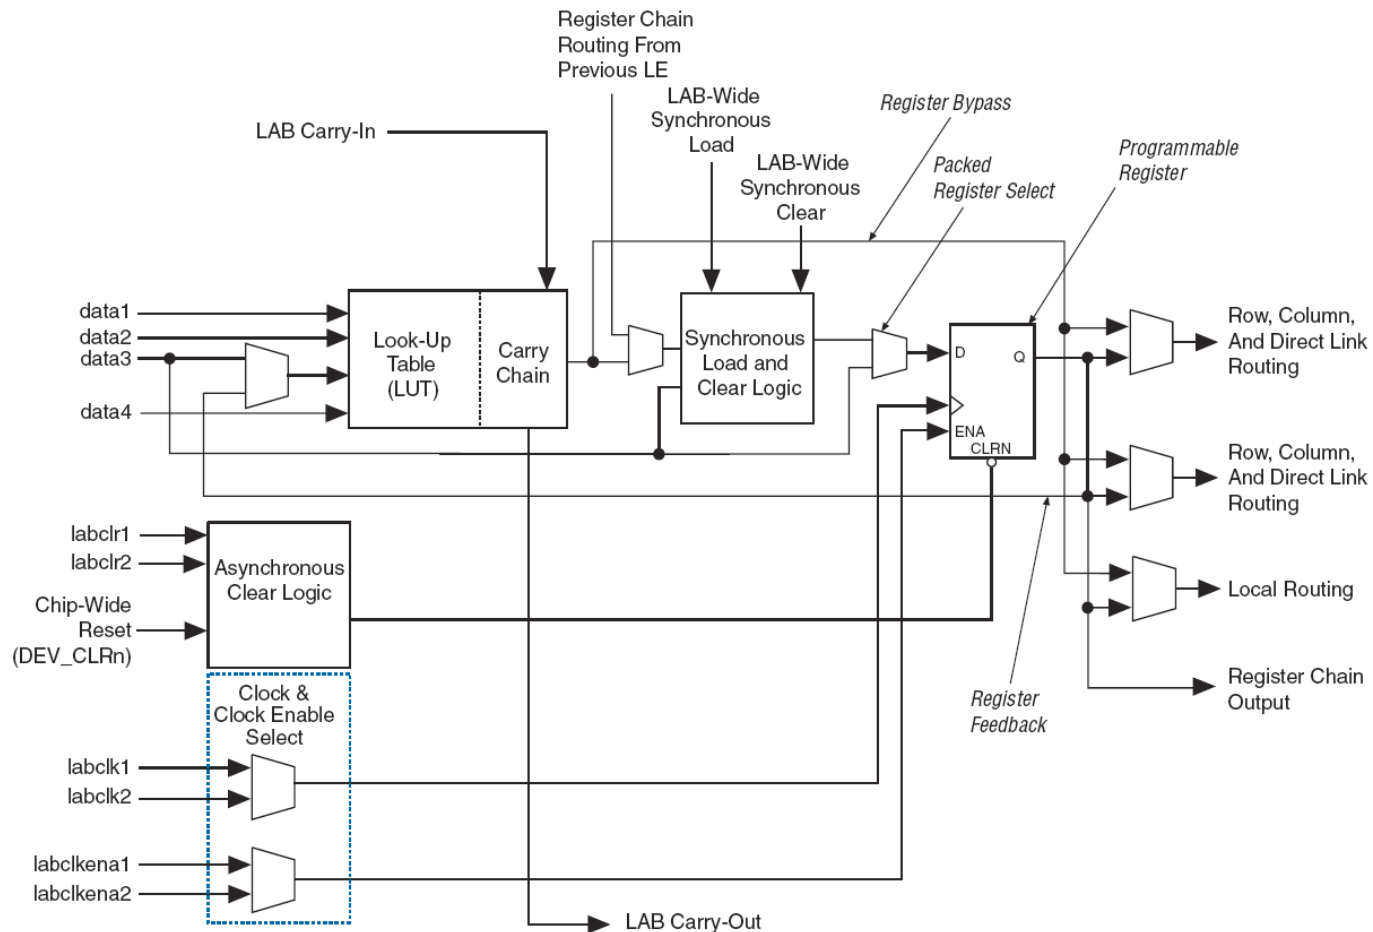 Register Chain
Routing From
Previous LE
LAB-Wide
Synchronous
Load
LAB-Wide
Synchronous
Clear
Register Bypass
Packed
Register Select
Programmable
Register
LAB Carry-In
data1
data2
data3
data4
Look-Up
Table
(LUT)
Carry
Chain
Synchronous
Load and
Clear Logic
D
Q
ENA
CLRN
Row, Column,
And Direct Link
Routing
Row, Column,
And Direct Link
Routing
Local Routing
Register Chain
Output
Register
Feedback
labclr1
labclr2
Chip-Wide
Reset
(DEV_CLRn)
Asynchronous
Clear Logic
Clock &
Clock Enable
Select
labclk1
labclk2
labclkena1
labclkena2
LAB Carry-Out